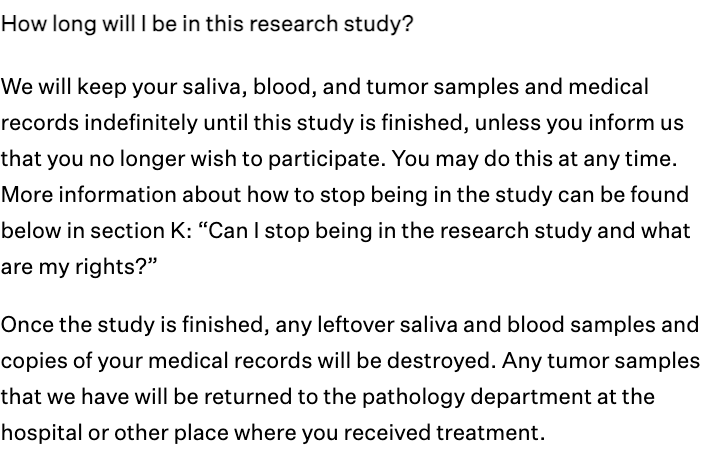 How long will I be in this research study?
We will keep your saliva, blood, and tumor samples and medical
records indefinitely until this study is finished, unless you inform us
that you no longer wish to participate. You may do this at any time.
More information about how to stop being in the study can be found
below in section K: “Can I stop being in the research study and what
are my rights?”
Once the study is finished, any leftover saliva and blood samples and
copies of your medical records will be destroyed. Any tumor samples
that we have will be returned to the pathology department at the
hospital or other place where you received treatment.